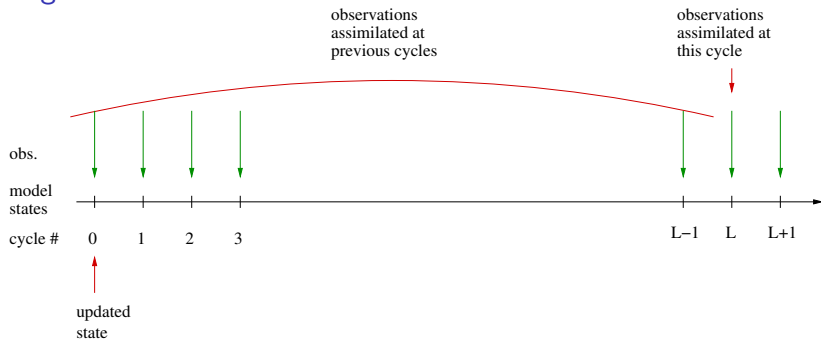 observations
assimilated at
previous cycles
observations
assimilated at
this cycle
obs.
model
states
cycle # 0 1 2 3 L−1 L L+1
updated
state